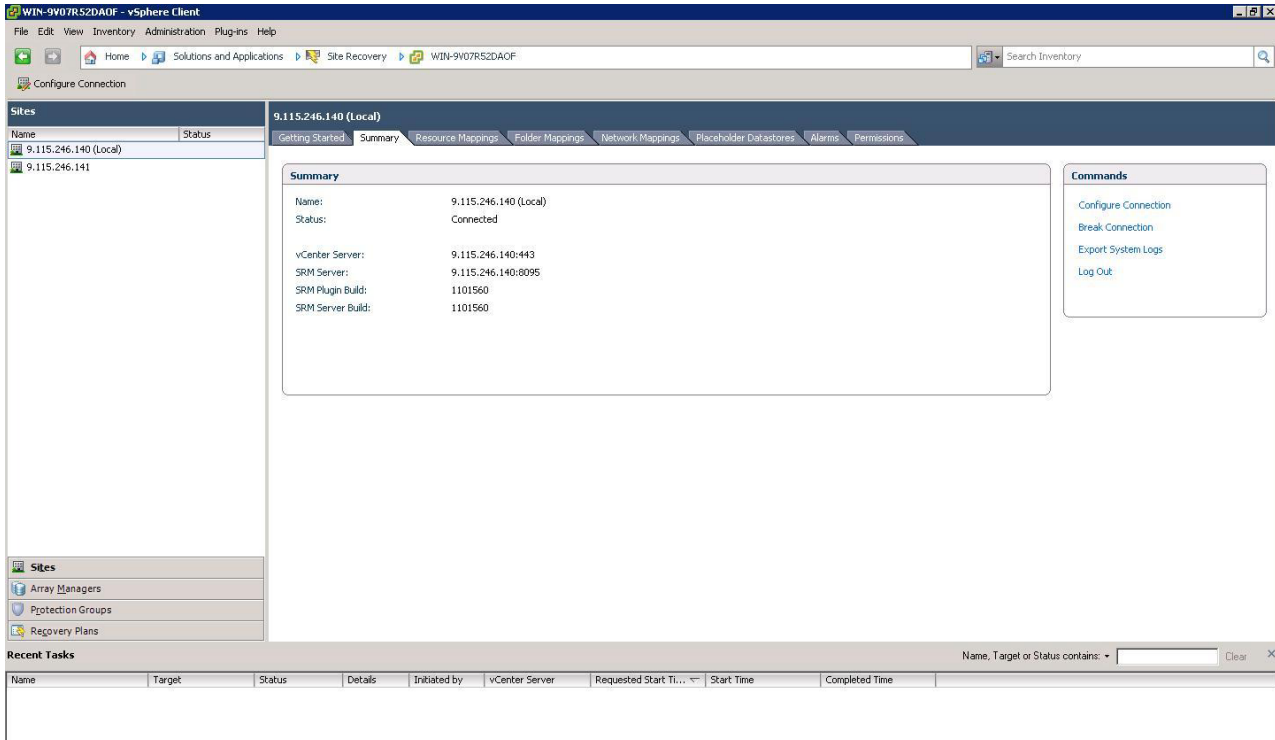 WIN-9V07R52DAOF - vSphere Client
File Edit View Inventory Administration Plug-ins Help
Home Solutions and Applications Site Recovery WIN-9V07R52DAOF
Search Inventory
Configure Connection
Sites
Name Status
9.115.246.140 (Local)
9.115.246.141
9.115.246.140 (Local)
Getting Started Summary Resource Mappings Folder Mappings Network Mappings Placeholder Datastores Alarms Permissions
Summary
Name: 9.115.246.140 (Local)
Status: Connected
vCenter Server: 9.115.246.140:443
SRM Server: 9.115.246.140:8095
SRM Plugin Build: 1101560
SRM Server Build: 1101560
Commands
Configure Connection
Break Connection
Export System Logs
Log Out
Sites
Array Managers
Protection Groups
Recovery Plans
Recent Tasks
Name, Target or Status contains:
Clear
Name Target Status Details Initiated by vCenter Server Requested Start Ti... Start Time Completed Time